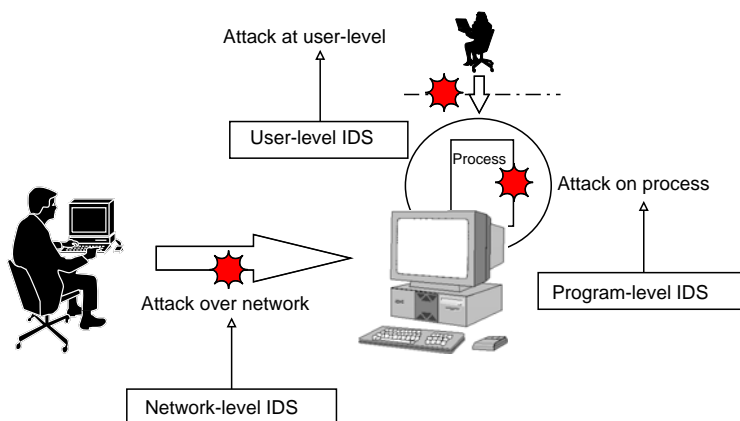 Attack at user-level
User-level IDS
Process
Attack on process
Attack over network
Program-level IDS
Network-level IDS